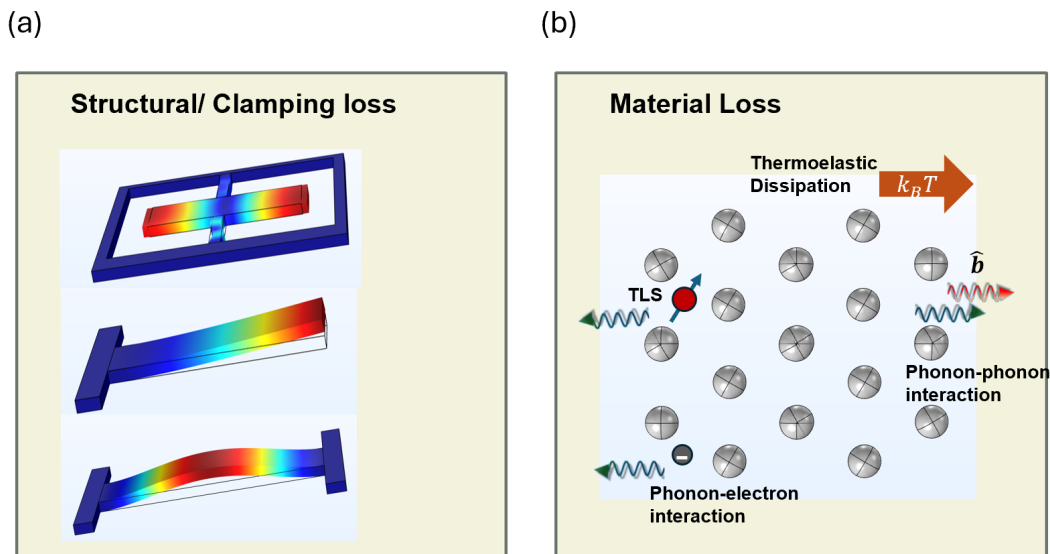 (a)
(b)
Structural/ Clamping loss
Material Loss
Thermoelastic
Dissipation
k_B T
TLS
b̂
Phonon-phonon
interaction
Phonon-electron
interaction